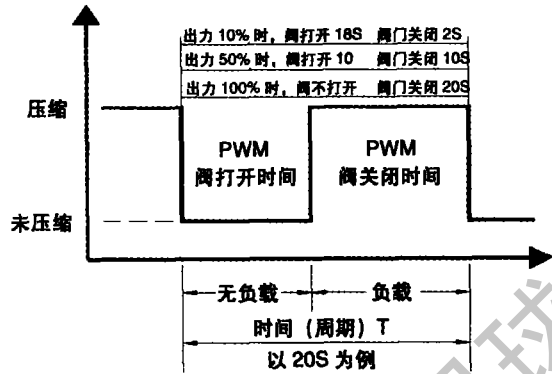 出力 10% 时，阀打开 18S 阀门关闭 2S
出力 50% 时，阀打开 10 阀门关闭 10S
出力 100% 时，阀不打开 阀门关闭 20S
压缩
PWM
阀打开时间
PWM
阀关闭时间
未压缩
无负载
负载
时间（周期）T
以 20S 为例